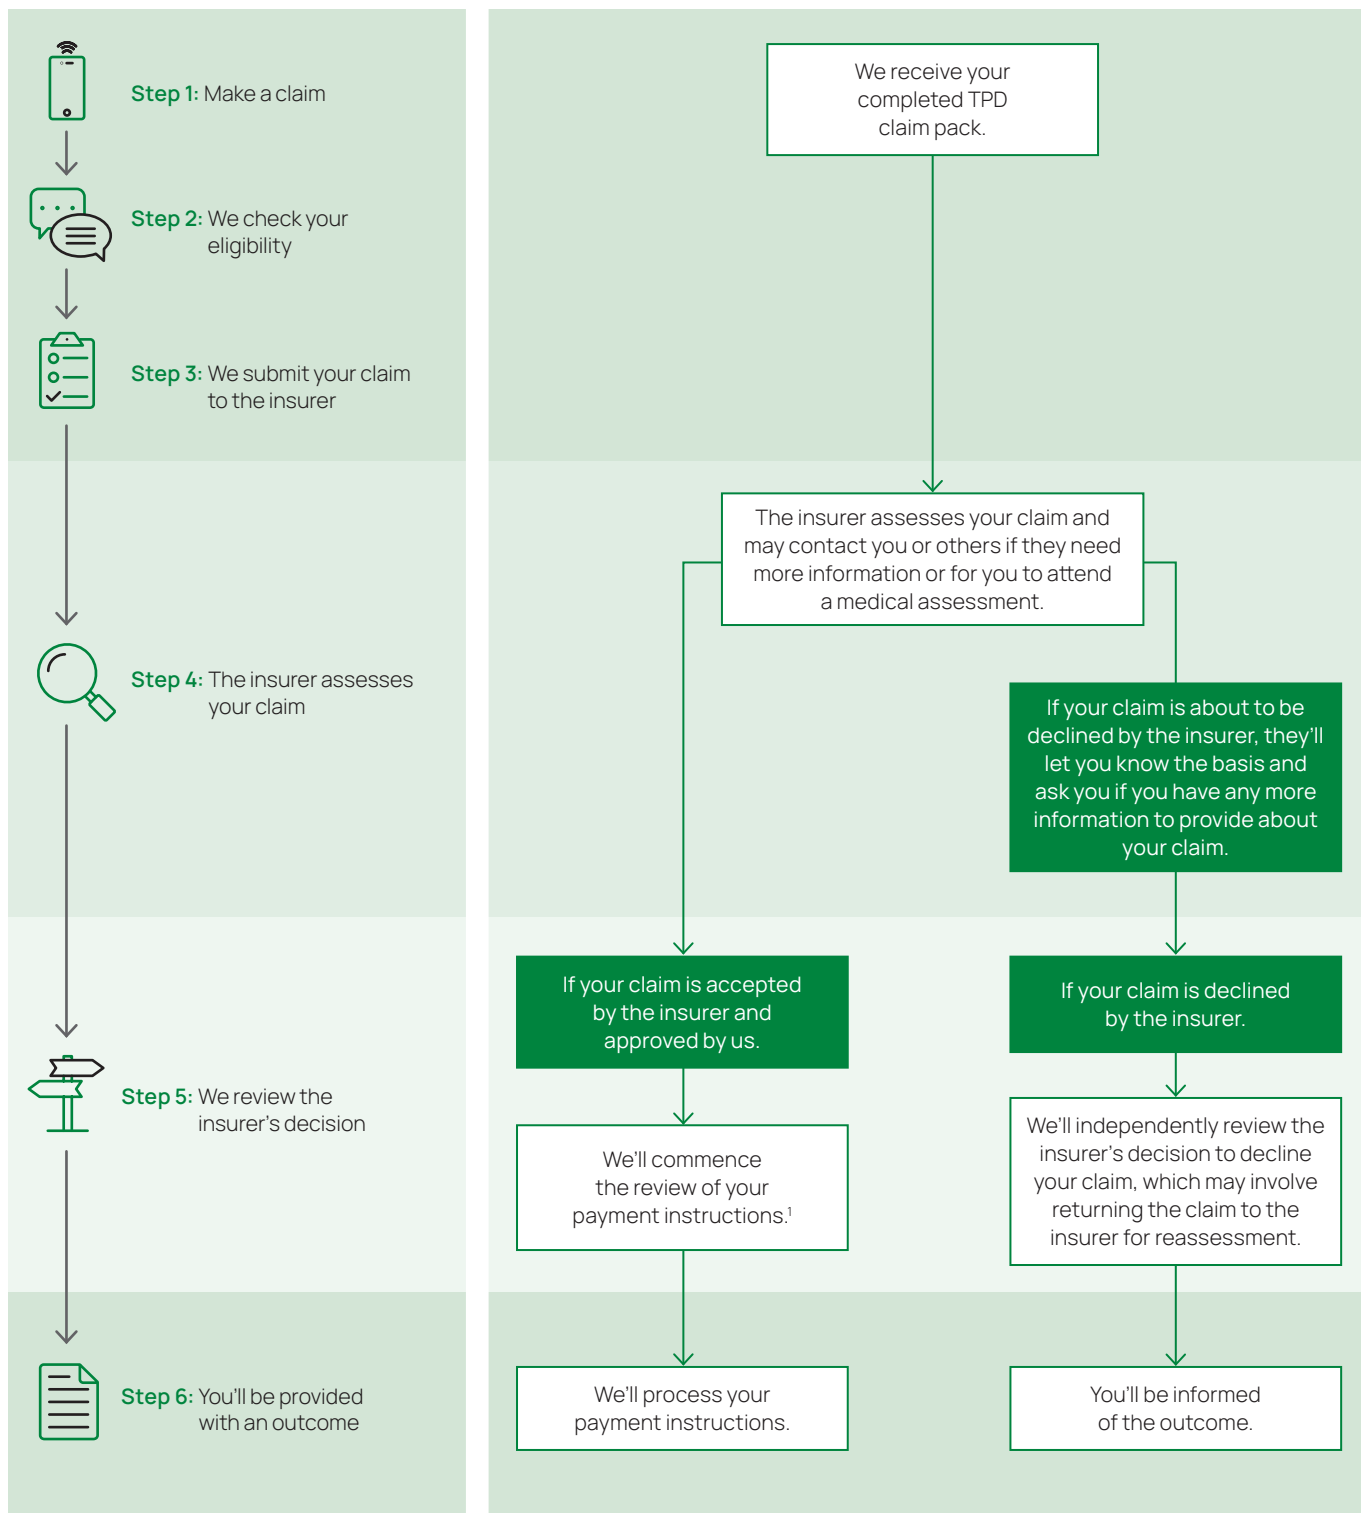 Step 1: Make a claim
Step 2: We check your
eligibility
Step 3: We submit your claim
to the insurer
Step 4: The insurer assesses
your claim
Step 5: We review the
insurer's decision
Step 6: You'll be provided
with an outcome
We receive your
completed TPD
claim pack.
The insurer assesses your claim and
may contact you or others if they need
more information or for you to attend
a medical assessment.
If your claim is about to be
declined by the insurer, they'll
let you know the basis and
ask you if you have any more
information to provide about
your claim.
If your claim is accepted
by the insurer and
approved by us.
We'll commence
the review of your
payment instructions.¹
We'll process your
payment instructions.
If your claim is declined
by the insurer.
We'll independently review the
insurer's decision to decline
your claim, which may involve
returning the claim to the
insurer for reassessment.
You'll be informed
of the outcome.